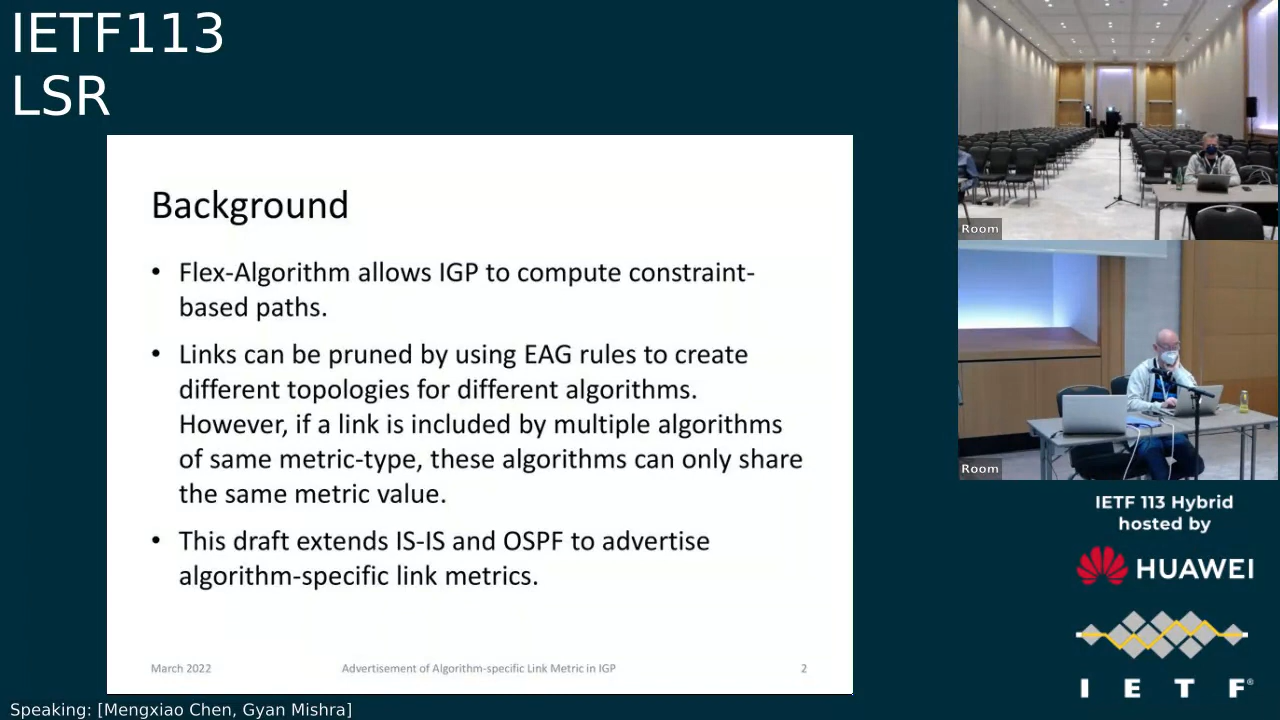 IETF113
LSR
Background
• Flex-Algorithm allows IGP to compute constraint-
based paths.
• Links can be pruned by using EAG rules to create
different topologies for different algorithms.
However, if a link is included by multiple algorithms
of same metric-type, these algorithms can only share
the same metric value.
• This draft extends IS-IS and OSPF to advertise
algorithm-specific link metrics.
March 2022
Advertisement of Algorithm-specific Link Metric in IGP
2
Room
Room
IETF 113 Hybrid
hosted by
HUAWEI
I E T F®
Speaking: [Mengxiao Chen, Gyan Mishra]